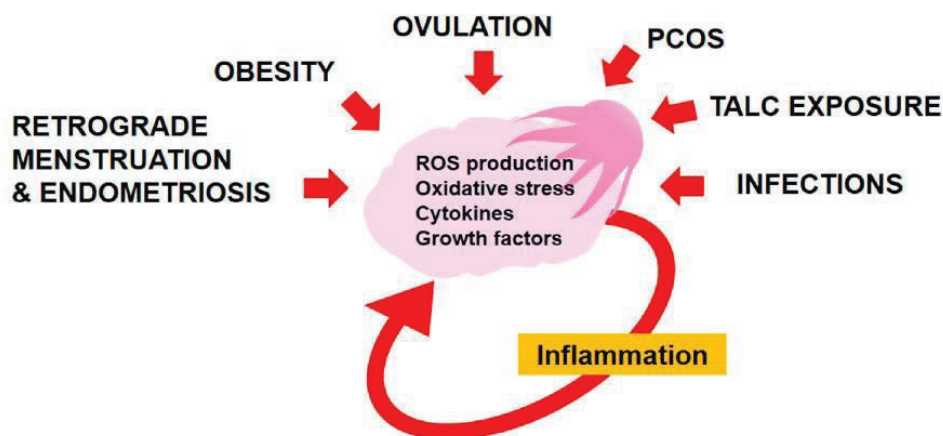 OVULATION
PCOS
OBESITY
TALC EXPOSURE
RETROGRADE
MENSTRUATION
& ENDOMETRIOSIS
INFECTIONS
ROS production
Oxidative stress
Cytokines
Growth factors
Inflammation